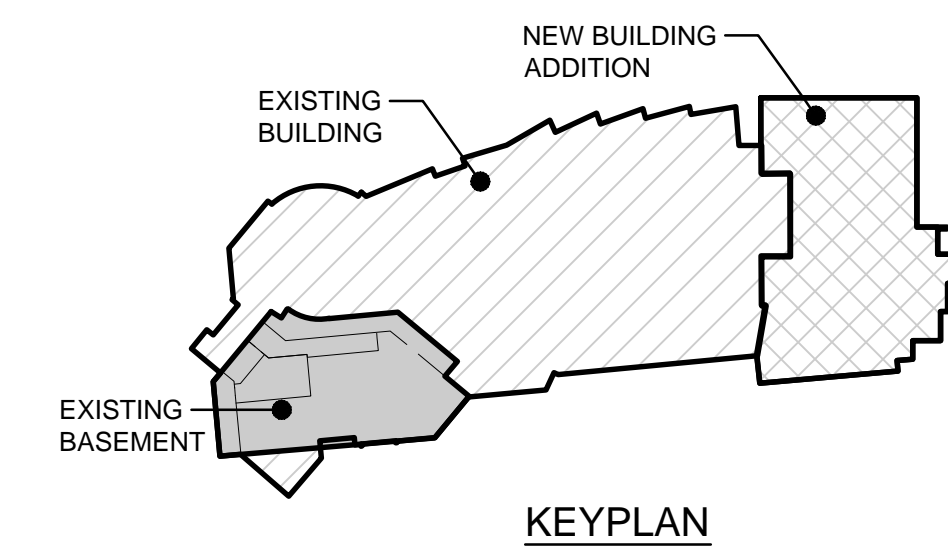 NEW BUILDING
ADDITION
EXISTING
BUILDING
EXISTING
BASEMENT
KEYPLAN